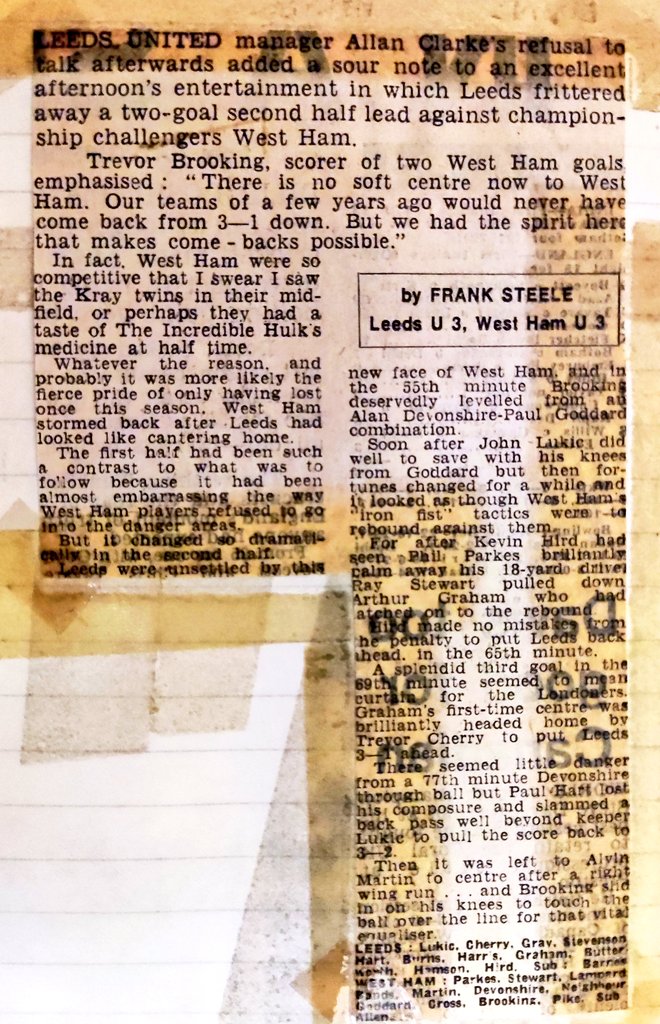 LEEDS UNITED manager Allan Clarke's refusal to
talk afterwards added a sour note to an excellent
afternoon's entertainment in which Leeds frittered
away a two-goal second half lead against champion-
ship challengers West Ham.
Trevor Brooking, scorer of two West Ham goals
emphasised: "There is no soft centre now to West
Ham. Our teams of a few years ago would never have
come back from 3—1 down. But we had the spirit here
that makes come-backs possible."
In fact, West Ham were so
competitive that I swear I saw
the Kray twins in their mid-
field, or perhaps they had a
taste of The Incredible Hulk's
medicine at half time.
Whatever the reason, and
probably it was more likely the
fierce pride of only having lost
once this season, West Ham
stormed back after Leeds had
looked like cantering home.
The first half had been such
a contrast to what was to
follow because it had been
almost embarrassing the way
West Ham players refused to go
into the danger areas.
But it changed so dramati-
cally in the second half.
Leeds were unsettled by this
by FRANK STEELE
Leeds U 3, West Ham U 3
new face of West Ham, and in
the 55th minute Brooking
deservedly levelled from an
Alan Devonshire-Paul Goddard
combination.
Soon after John Lukic did
well to save with his knees
from Goddard but then for-
tunes changed for a while and
it looked as though West Ham's
"iron fist" tactics were to
rebound against them.
For after Kevin Hird had
seen Phil Parkes brilliantly
palm away his 18-yard drive
Ray Stewart pulled down
Arthur Graham who had
atched on to the rebound.
Hird made no mistakes from
he penalty to put Leeds back
ahead, in the 65th minute.
A splendid third goal in the
69th minute seemed to mean
curtains for the Londoners.
Graham's first-time centre was
brilliantly headed home by
Trevor Cherry to put Leeds
3—1 ahead.
There seemed little danger
from a 77th minute Devonshire
through ball but Paul Hart lost
his composure and slammed a
back pass well beyond keeper
Lukic to pull the score back to
3—2.
Then it was left to Alvin
Martin to centre after a right
wing run . . . and Brooking slid
in on his knees to touch the
ball over the line for that vital
equaliser.
LEEDS: Lukic, Cherry, Gray, Stevenson
Hart, Burns, Harris, Graham, Butter-
worth, Hamson, Hird. Sub: Barnes
WEST HAM: Parkes, Stewart, Lampard
Bonds, Martin, Devonshire, Neighbour
Goddard, Cross, Brooking, Pike. Sub
Allen.